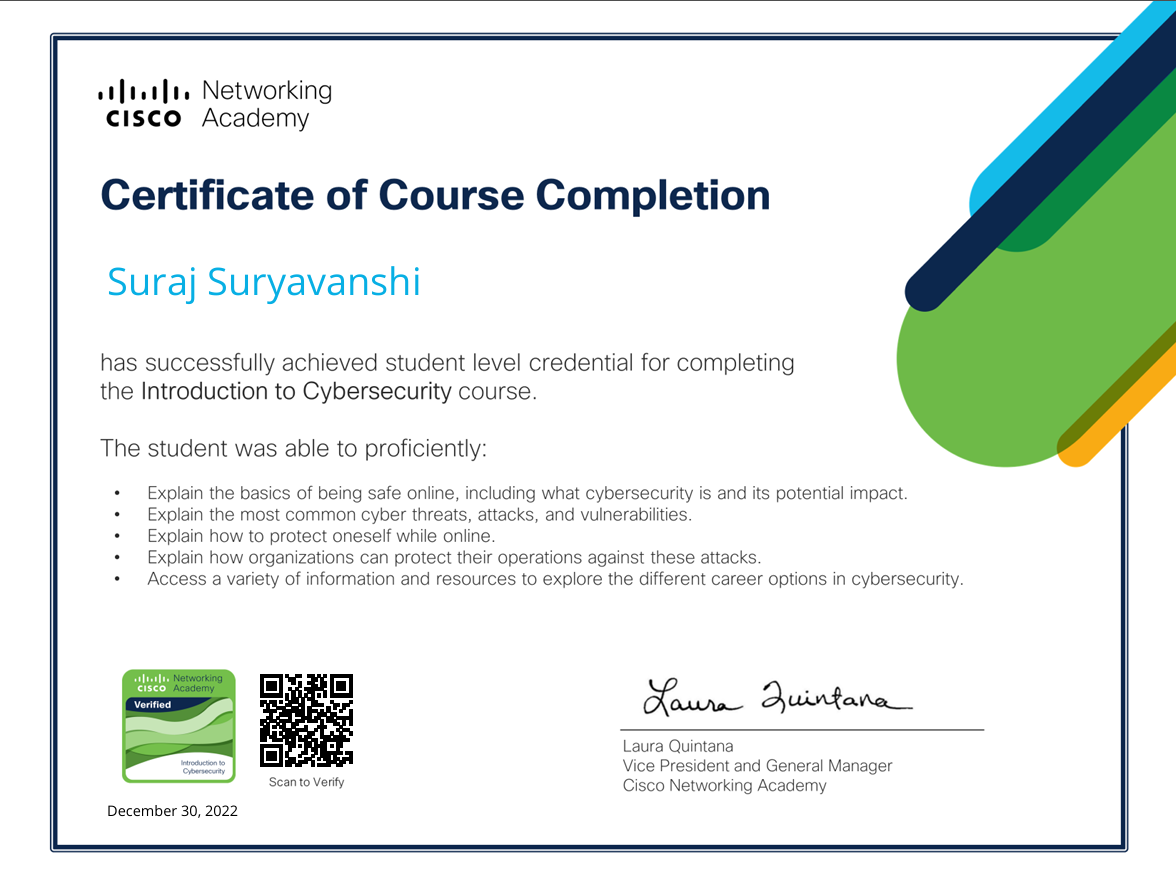 Networking
CISCO Academy
Certificate of Course Completion
Suraj Suryavanshi
has successfully achieved student level credential for completing
the Introduction to Cybersecurity course.
The student was able to proficiently:
• Explain the basics of being safe online, including what cybersecurity is and its potential impact.
• Explain the most common cyber threats, attacks, and vulnerabilities.
• Explain how to protect oneself while online.
• Explain how organizations can protect their operations against these attacks.
• Access a variety of information and resources to explore the different career options in cybersecurity.
Networking
CISCO Academy
Verified
Introduction to
Cybersecurity
Scan to Verify
December 30, 2022
Laura Quintana
Laura Quintana
Vice President and General Manager
Cisco Networking Academy